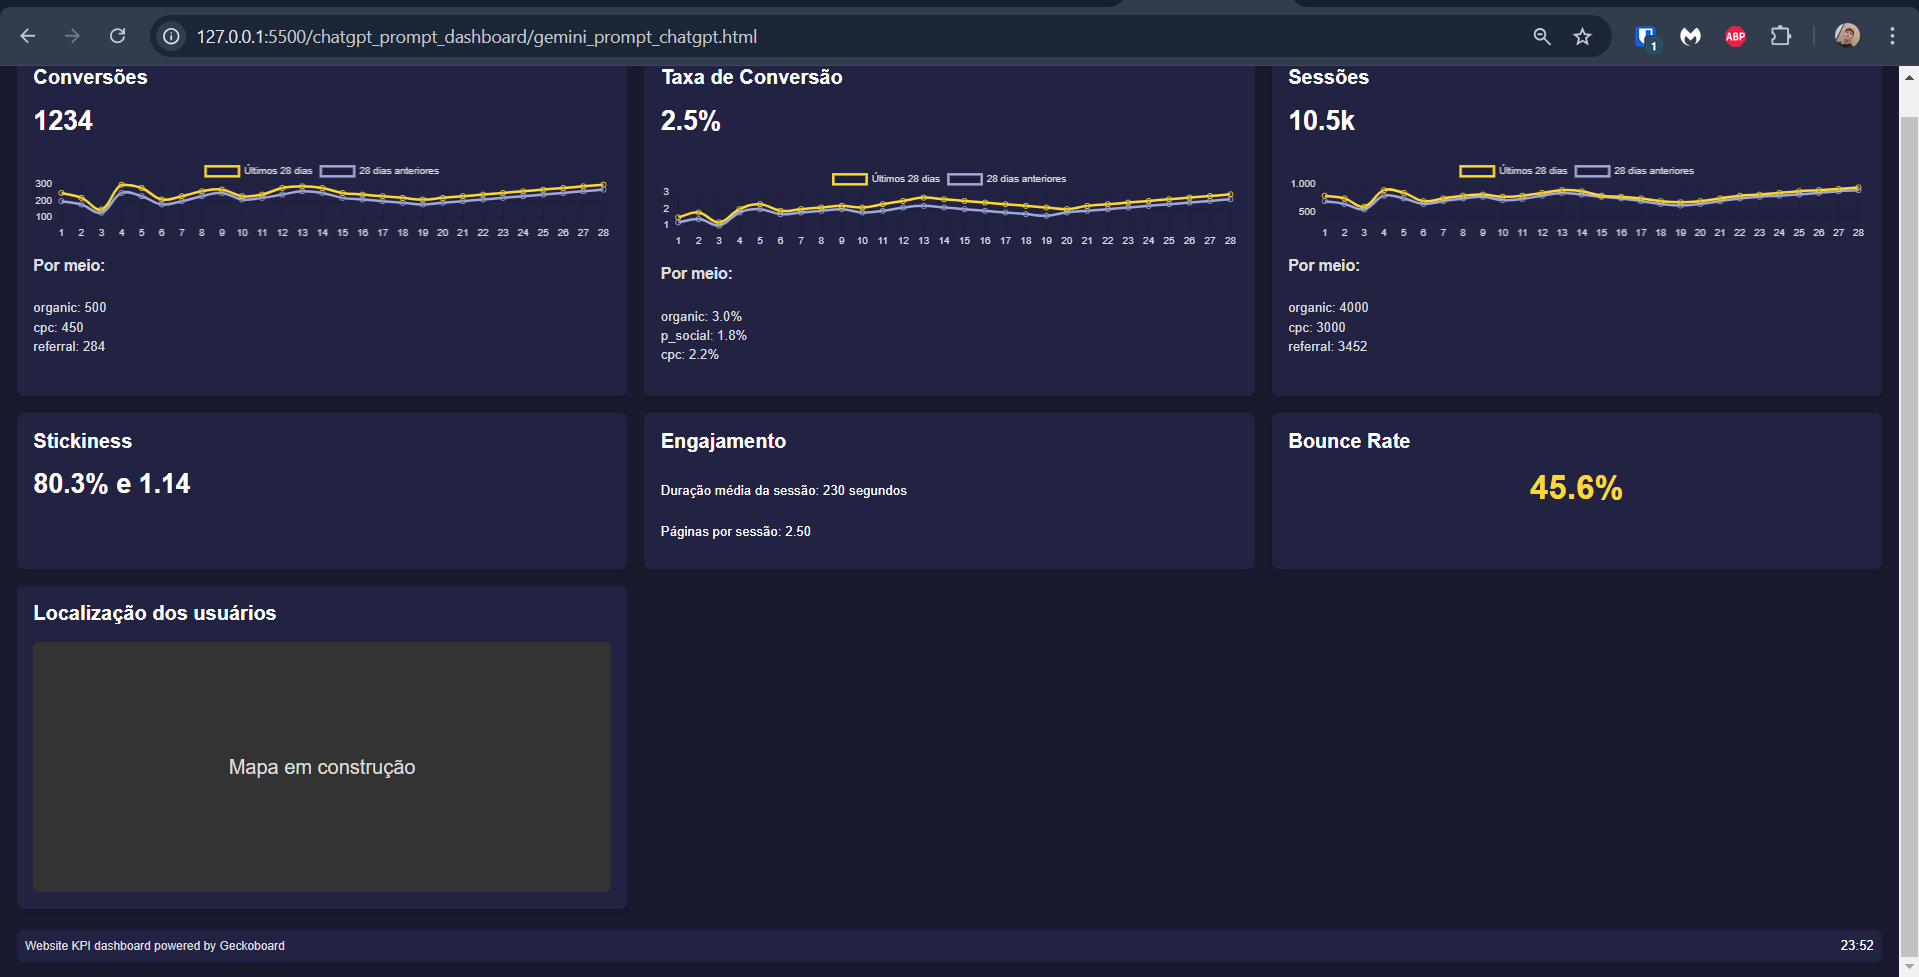 127.0.0.1:5500/chatgpt_prompt_dashboard/gemini_prompt_chatgpt.html
1
ABP
Conversões
1234
Últimos 28 dias 28 dias anteriores
300
200
100
1 2 3 4 5 6 7 8 9 10 11 12 13 14 15 16 17 18 19 20 21 22 23 24 25 26 27 28
Por meio:
organic: 500
cpc: 450
referral: 284
Taxa de Conversão
2.5%
Últimos 28 dias 28 dias anteriores
3
2
1
1 2 3 4 5 6 7 8 9 10 11 12 13 14 15 16 17 18 19 20 21 22 23 24 25 26 27 28
Por meio:
organic: 3.0%
p_social: 1.8%
cpc: 2.2%
Sessões
10.5k
Últimos 28 dias 28 dias anteriores
1.000
500
1 2 3 4 5 6 7 8 9 10 11 12 13 14 15 16 17 18 19 20 21 22 23 24 25 26 27 28
Por meio:
organic: 4000
cpc: 3000
referral: 3452
Stickiness
80.3% e 1.14
Engajamento
Duração média da sessão: 230 segundos
Páginas por sessão: 2.50
Bounce Rate
45.6%
Localização dos usuários
Mapa em construção
Website KPI dashboard powered by Geckoboard
23:52